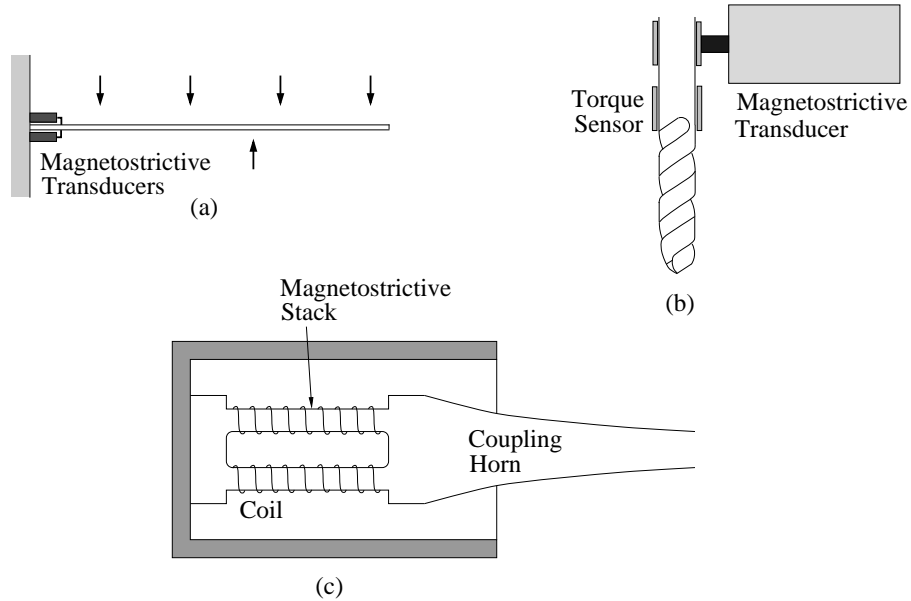 Magnetostrictive
Transducers
(a)
Torque
Sensor
Magnetostrictive
Transducer
(b)
Magnetostrictive
Stack
Coupling
Horn
Coil
(c)